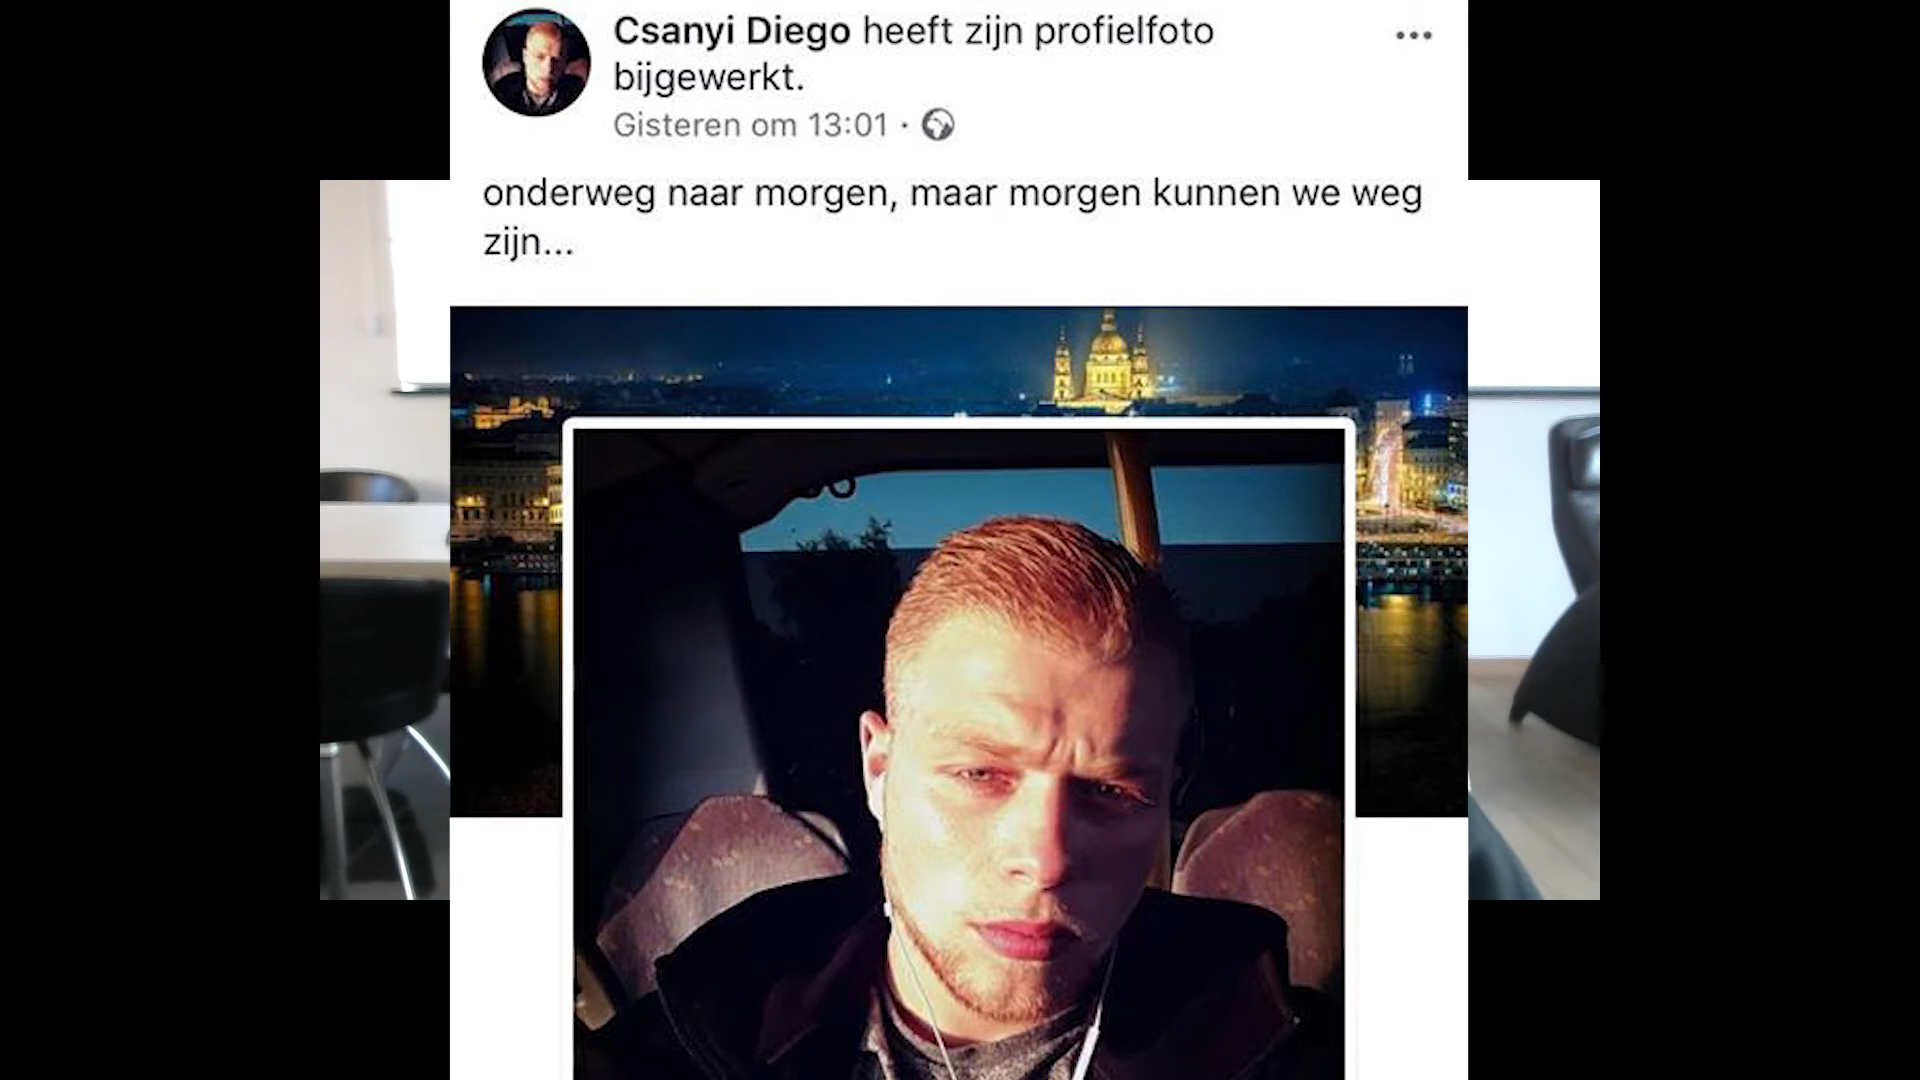 Csanyi Diego heeft zijn profielfoto
bijgewerkt.
Gisteren om 13:01 ·
onderweg naar morgen, maar morgen kunnen we weg
zijn...